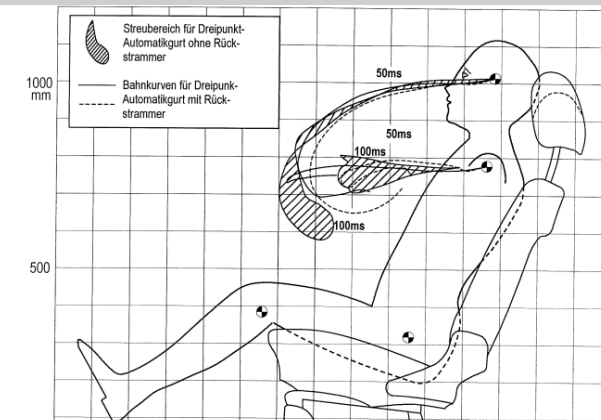 Streubereich für Dreipunkt-
Automatikgurt ohne Rück-
strammer
Bahnkurven für Dreipunk-
Automatikgurt mit Rück-
strammer
1000
mm
50ms
50ms
100ms
100ms
500